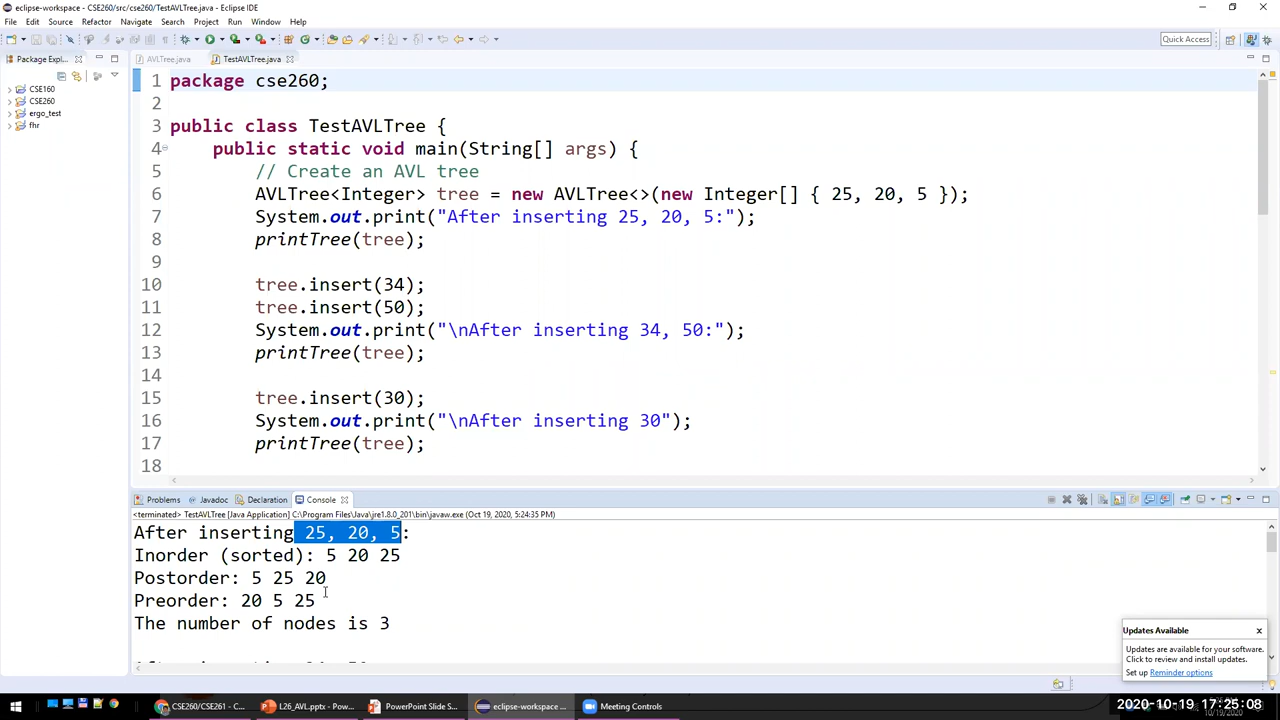 eclipse-workspace - CSE260/src/cse260/TestAVLTree.java - Eclipse IDE
File Edit Source Refactor Navigate Search Project Run Window Help
Quick Access
Package Expl...
AVLTree.java
TestAVLTree.java
CSE160
CSE260
ergo_test
fhr
1 package cse260;
2
3 public class TestAVLTree {
4 public static void main(String[] args) {
5 // Create an AVL tree
6 AVLTree<Integer> tree = new AVLTree<>(new Integer[] { 25, 20, 5 });
7 System.out.print("After inserting 25, 20, 5:");
8 printTree(tree);
9
10 tree.insert(34);
11 tree.insert(50);
12 System.out.print("\nAfter inserting 34, 50:");
13 printTree(tree);
14
15 tree.insert(30);
16 System.out.print("\nAfter inserting 30");
17 printTree(tree);
18
Problems Javadoc Declaration Console
<terminated> TestAVLTree [Java Application] C:\Program Files\Java\jre1.8.0_201\bin\javaw.exe (Oct 19, 2020, 5:24:35 PM)
After inserting 25, 20, 5:
Inorder (sorted): 5 20 25
Postorder: 5 25 20
Preorder: 20 5 25
The number of nodes is 3
Updates Available
Updates are available for your software.
Click to review and install updates.
Set up Reminder options
CSE260/CSE261 - C...
L26_AVL.pptx - Pow...
PowerPoint Slide S...
eclipse-workspace ...
Meeting Controls
2020-10-19 17:25:08